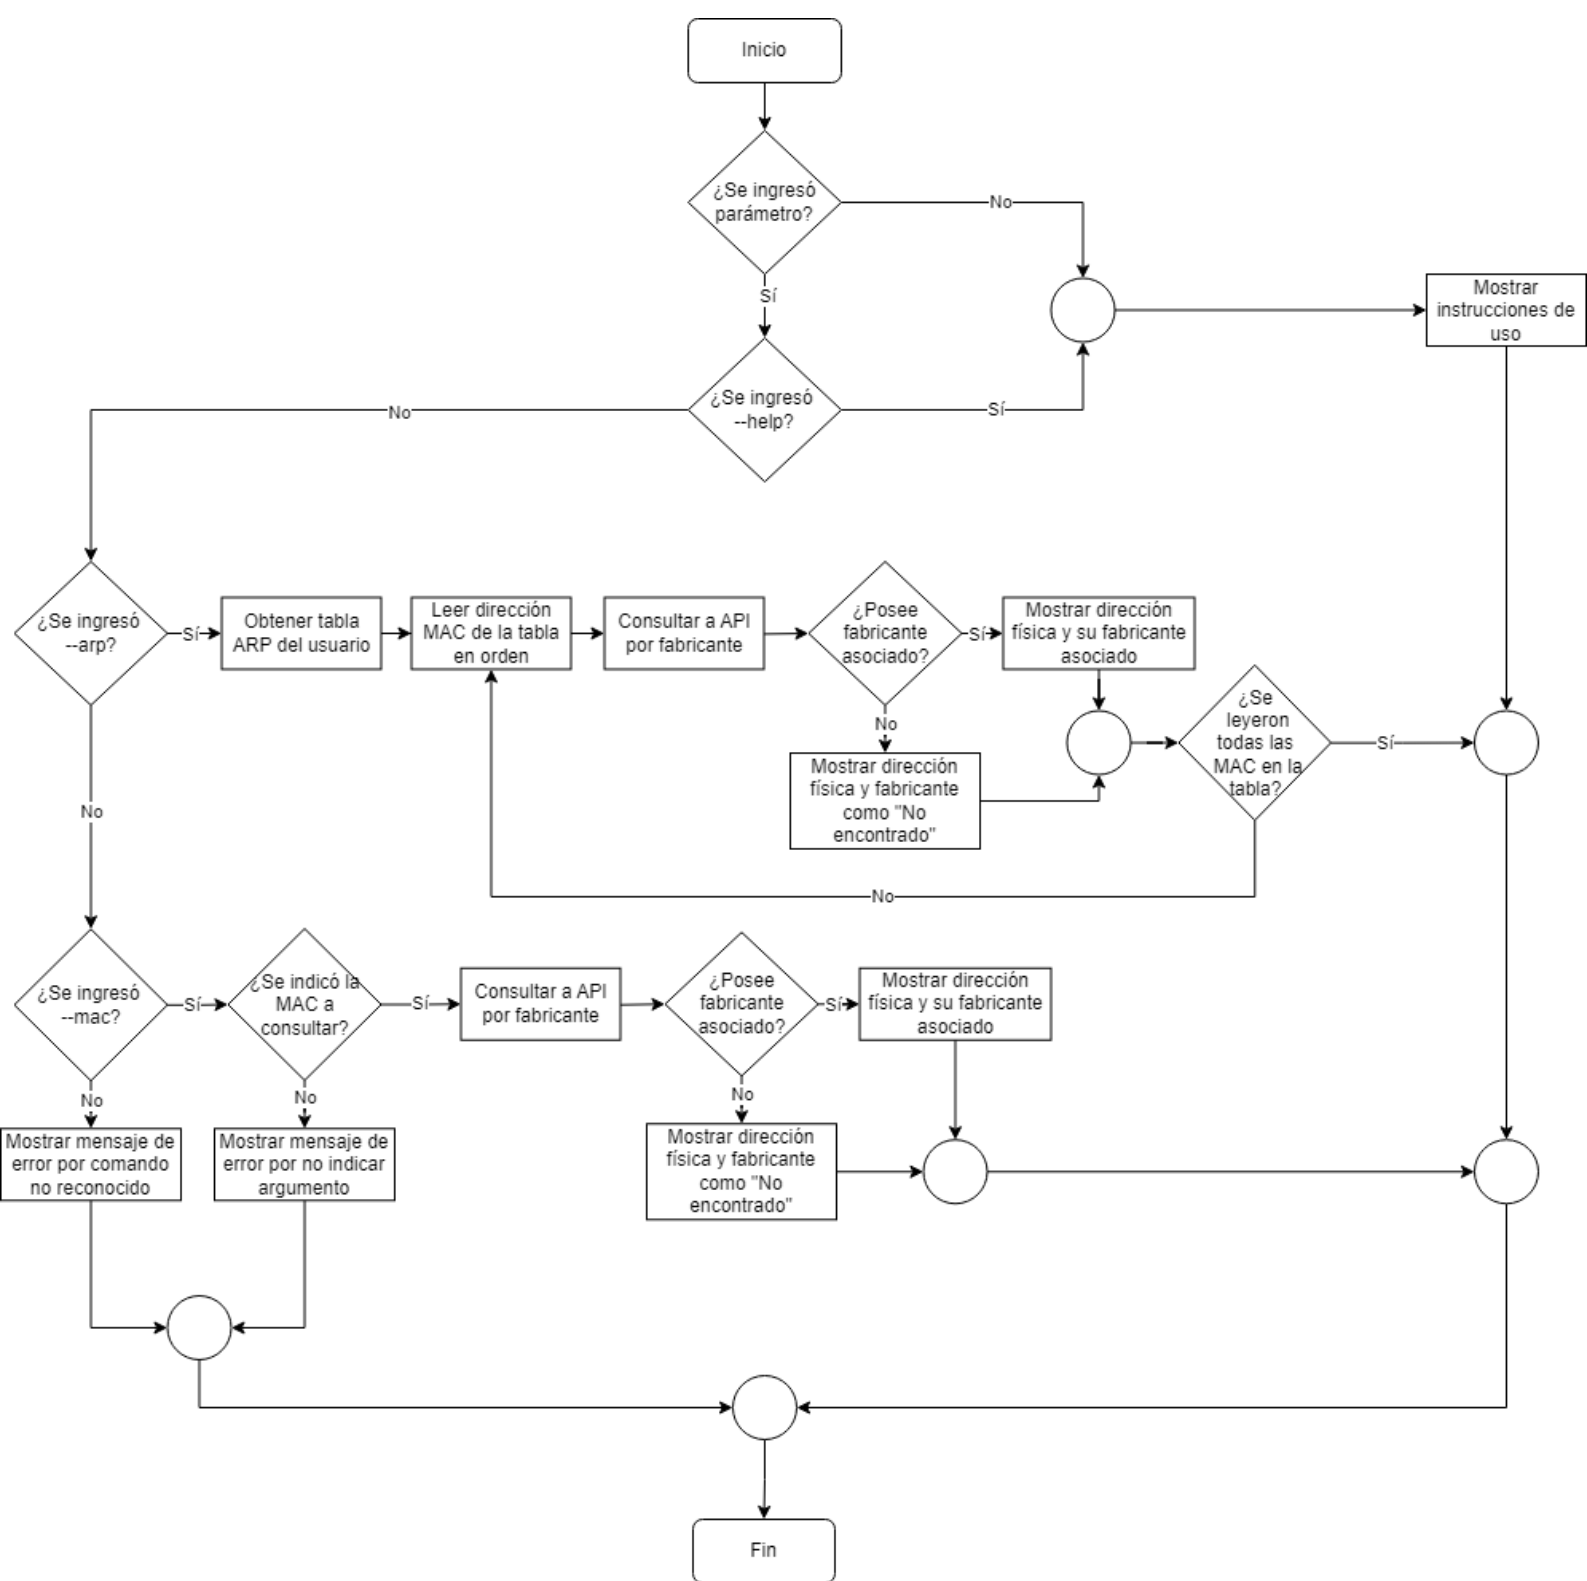 Inicio
¿Se ingresó
parámetro?
No
Sí
Mostrar
instrucciones de
uso
¿Se ingresó
--help?
Sí
No
¿Se ingresó
--arp?
Sí
Obtener tabla
ARP del usuario
Leer dirección
MAC de la tabla
en orden
Consultar a API
por fabricante
¿Posee
fabricante
asociado?
Sí
Mostrar dirección
física y su fabricante
asociado
No
Mostrar dirección
física y fabricante
como "No
encontrado"
¿Se
leyeron
todas las
MAC en la
tabla?
Sí
No
No
¿Se ingresó
--mac?
Sí
¿Se indicó la
MAC a
consultar?
Sí
Consultar a API
por fabricante
¿Posee
fabricante
asociado?
Sí
Mostrar dirección
física y su fabricante
asociado
No
Mostrar mensaje de
error por comando
no reconocido
No
Mostrar mensaje de
error por no indicar
argumento
No
Mostrar dirección
física y fabricante
como "No
encontrado"
Fin